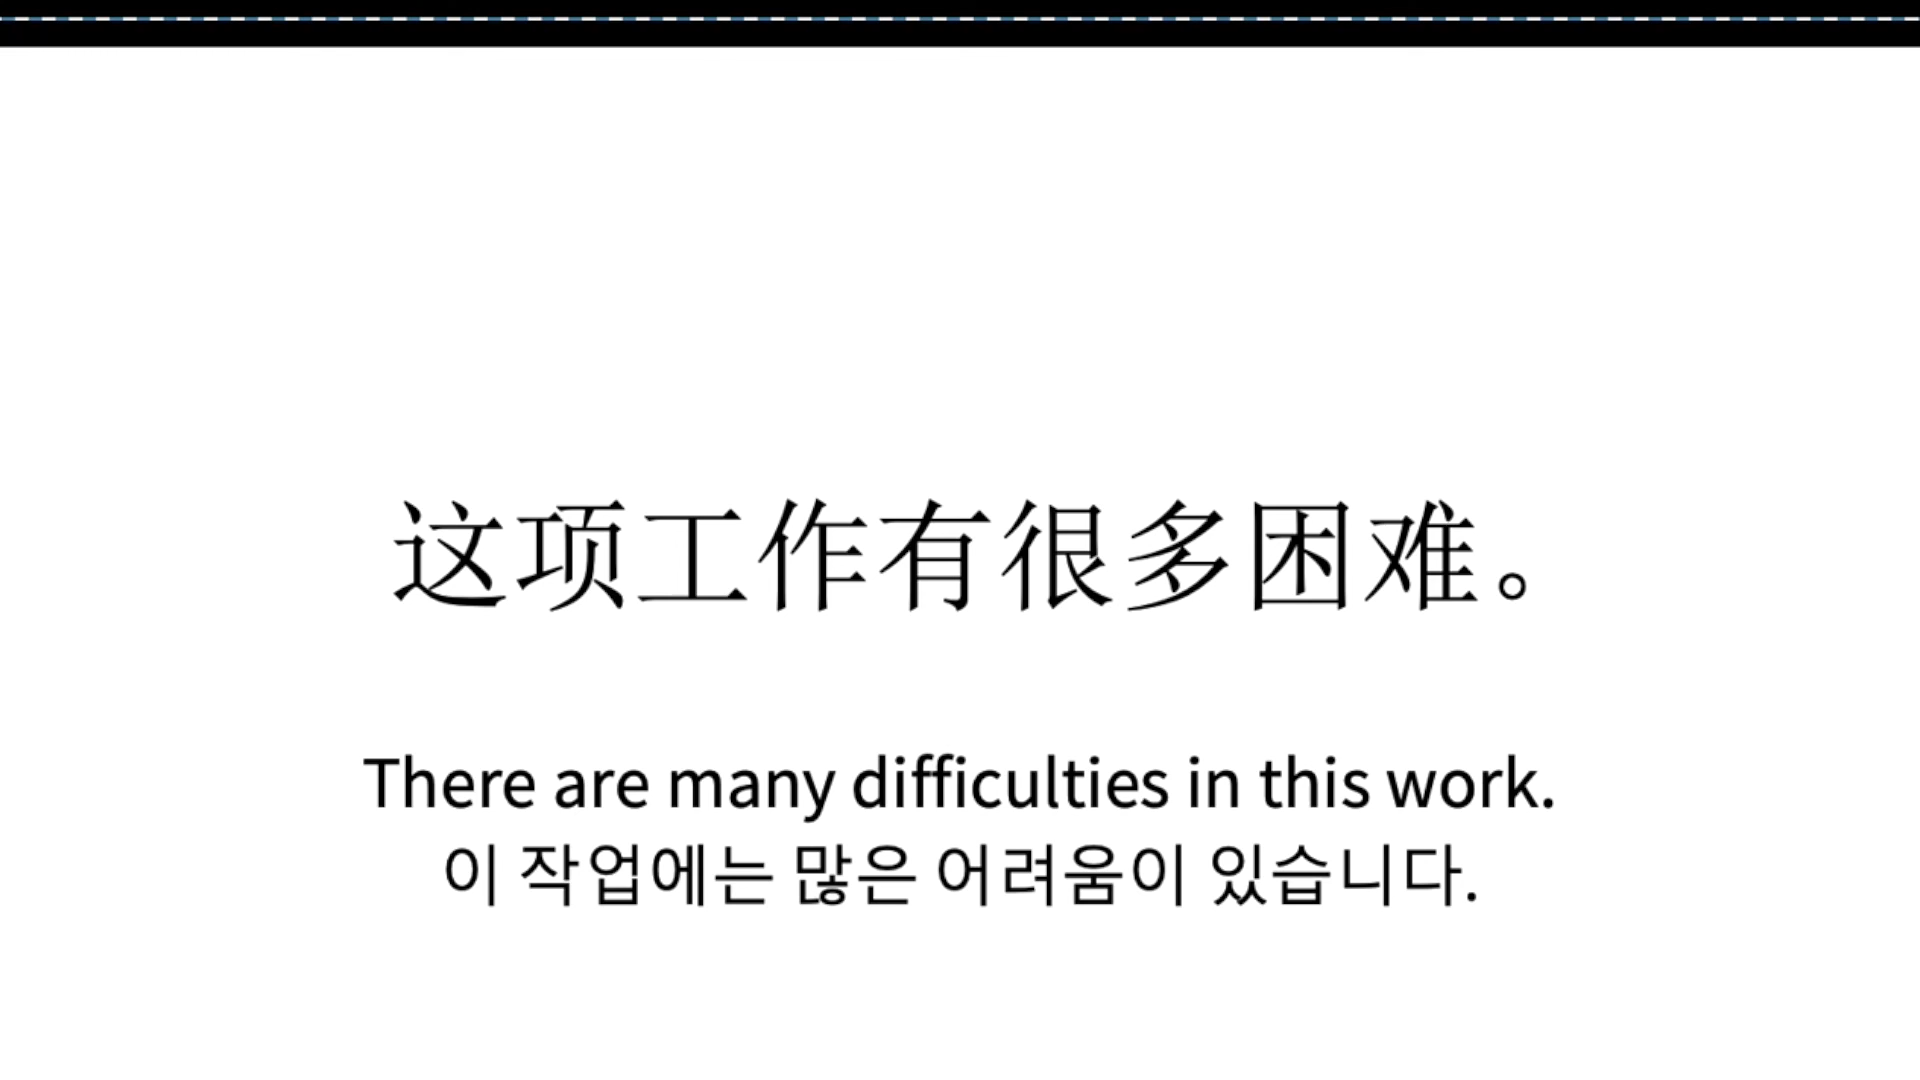 这项工作有很多困难。
There are many difficulties in this work.
이 작업에는 많은 어려움이 있습니다.